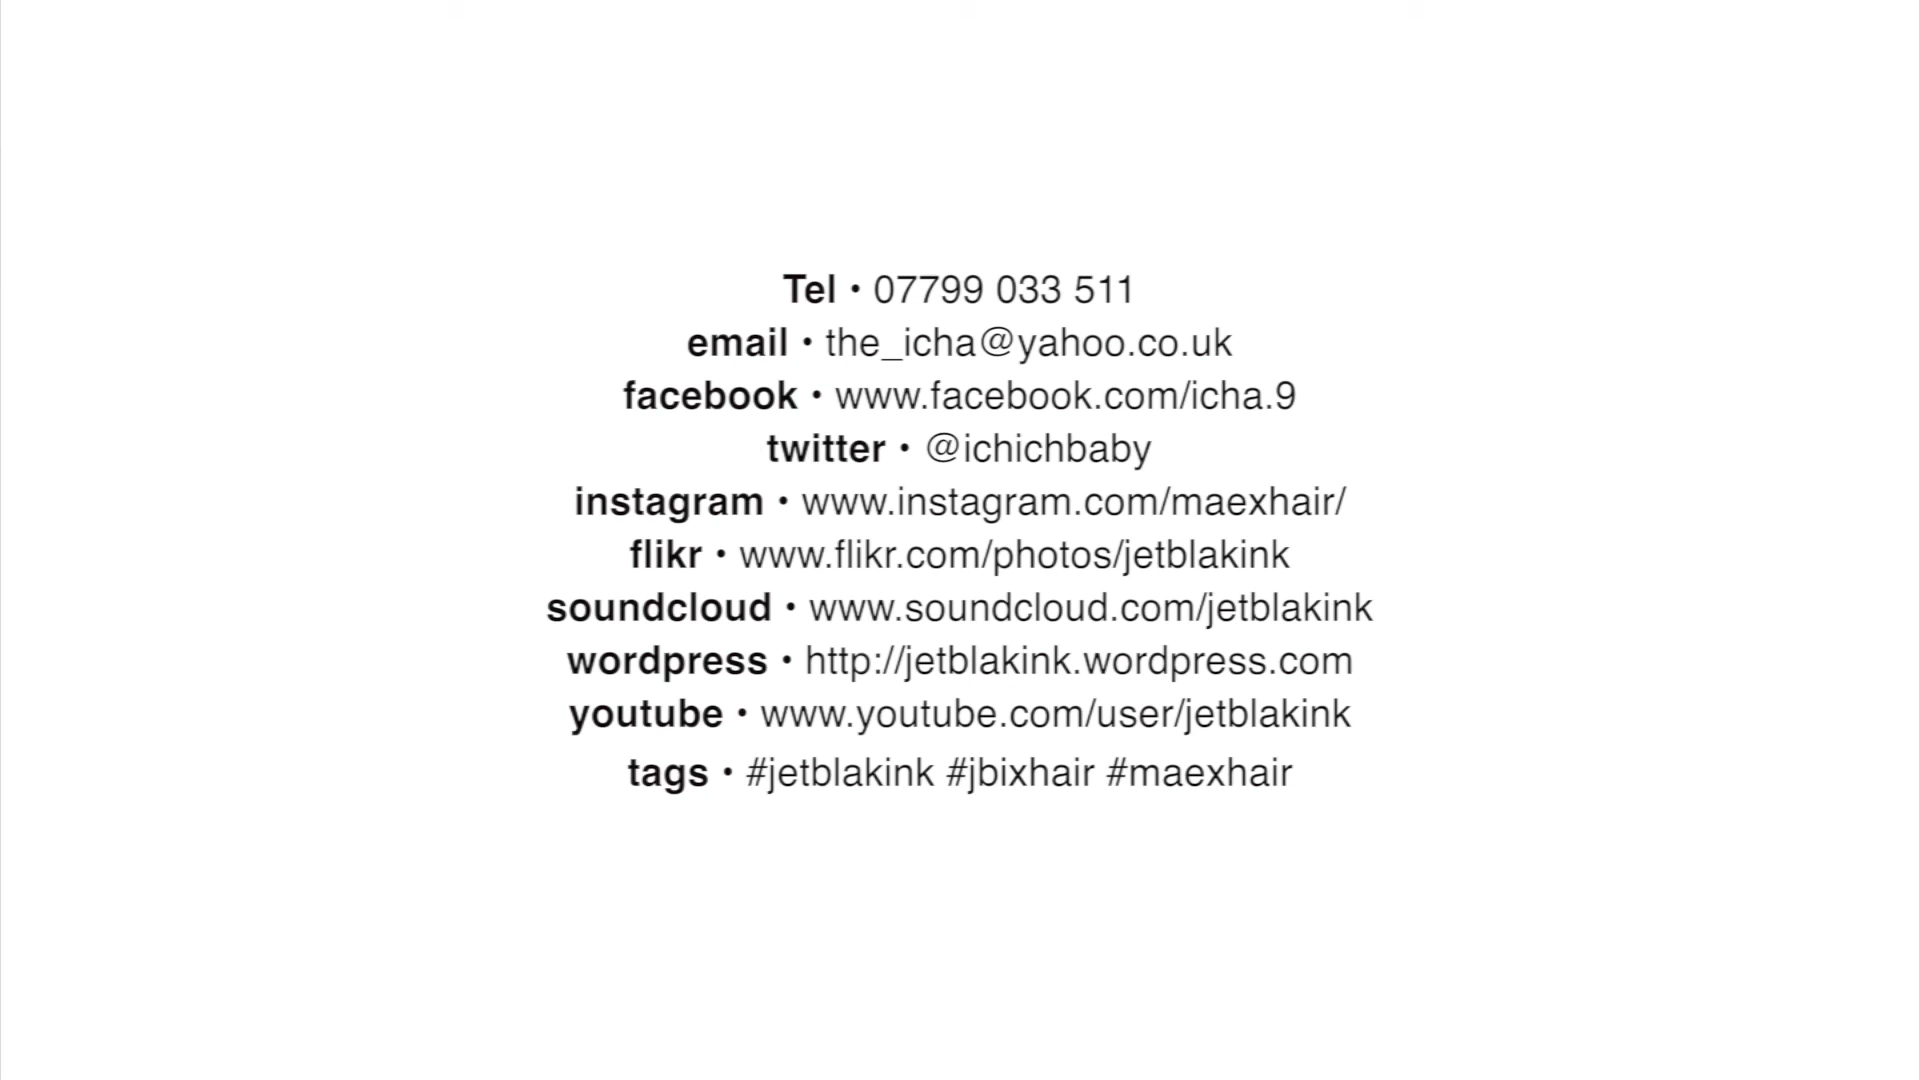 Tel • 07799 033 511
email • the_icha@yahoo.co.uk
facebook • www.facebook.com/icha.9
twitter • @ichichbaby
instagram • www.instagram.com/maexhair/
flikr • www.flikr.com/photos/jetblakink
soundcloud • www.soundcloud.com/jetblakink
wordpress • http://jetblakink.wordpress.com
youtube • www.youtube.com/user/jetblakink
tags • #jetblakink #jbixhair #maexhair